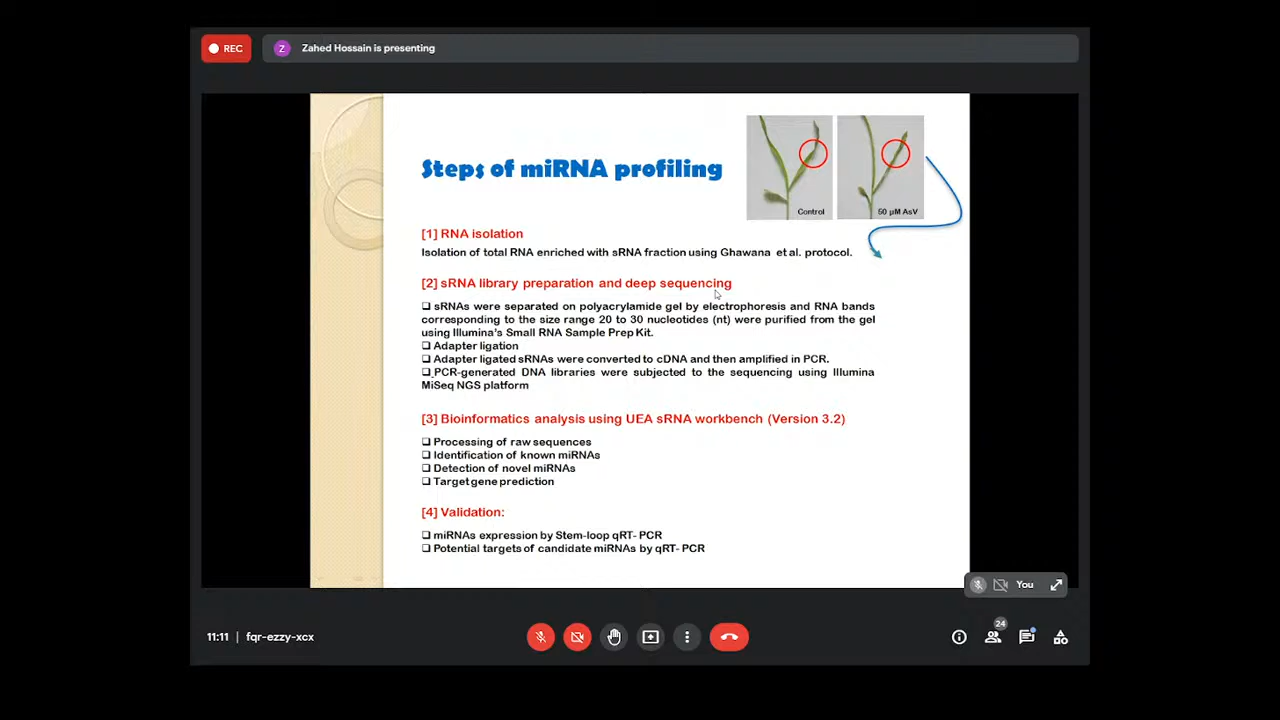 REC
Z
Zahed Hossain is presenting
Steps of miRNA profiling
Control
50 µM AsV
[1] RNA isolation
Isolation of total RNA enriched with sRNA fraction using Ghawana et al. protocol.
[2] sRNA library preparation and deep sequencing
❑ sRNAs were separated on polyacrylamide gel by electrophoresis and RNA bands
corresponding to the size range 20 to 30 nucleotides (nt) were purified from the gel
using Illumina's Small RNA Sample Prep Kit.
❑ Adapter ligation
❑ Adapter ligated sRNAs were converted to cDNA and then amplified in PCR.
❑ PCR-generated DNA libraries were subjected to the sequencing using Illumina
MiSeq NGS platform
[3] Bioinformatics analysis using UEA sRNA workbench (Version 3.2)
❑ Processing of raw sequences
❑ Identification of known miRNAs
❑ Detection of novel miRNAs
❑ Target gene prediction
[4] Validation:
❑ miRNAs expression by Stem-loop qRT- PCR
❑ Potential targets of candidate miRNAs by qRT- PCR
You
11:11 | fqr-ezzy-xcx
24